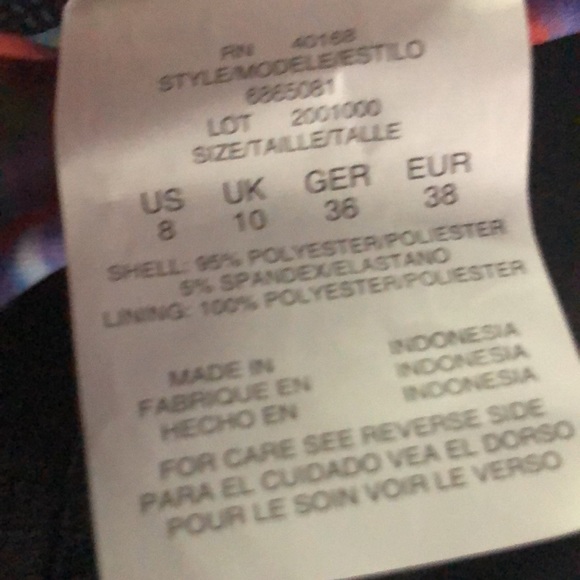 RN 40168
STYLE/MODELE/ESTILO
6865081
LOT 2001000
SIZE/TAILLE/TALLE
US UK GER EUR
8 10 36 38
SHELL: 95% POLYESTER/POLIESTER
5% SPANDEX/ELASTANO
LINING: 100% POLYESTER/POLIESTER
MADE IN INDONESIA
FABRIQUE EN INDONESIA
HECHO EN INDONESIA
FOR CARE SEE REVERSE SIDE
PARA EL CUIDADO VEA EL DORSO
POUR LE SOIN VOIR LE VERSO